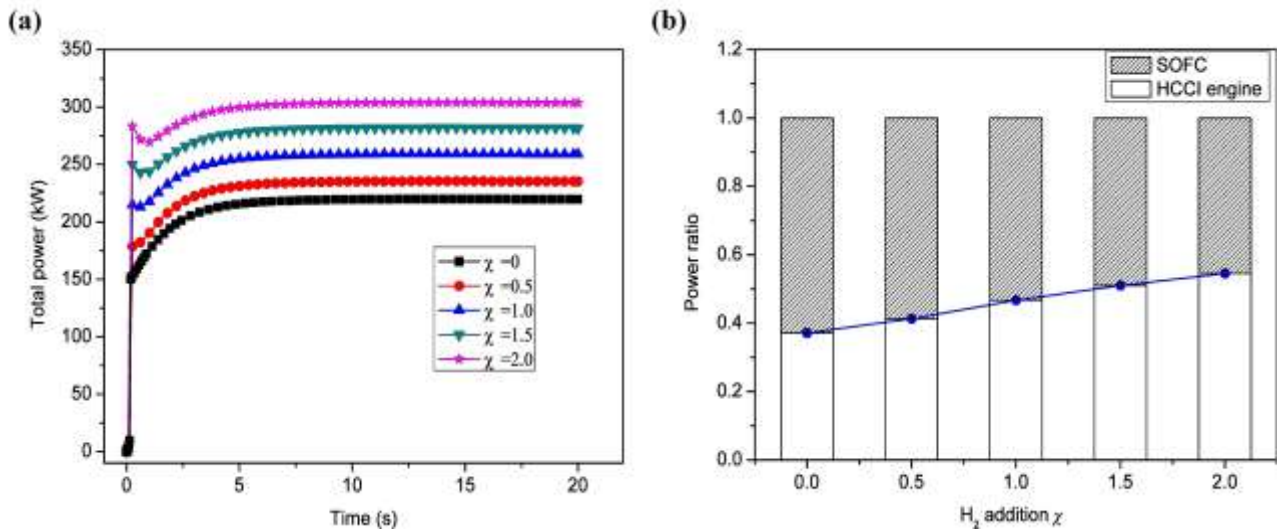 (a)
350
300
250
200
150
100
50
0
Total power (kW)
χ =0
χ =0.5
χ =1.0
χ =1.5
χ =2.0
0 5 10 15 20
Time (s)
(b)
1.2
1.0
0.8
0.6
0.4
0.2
0.0
Power ratio
SOFC
HCCI engine
0.0 0.5 1.0 1.5 2.0
H₂ addition χ